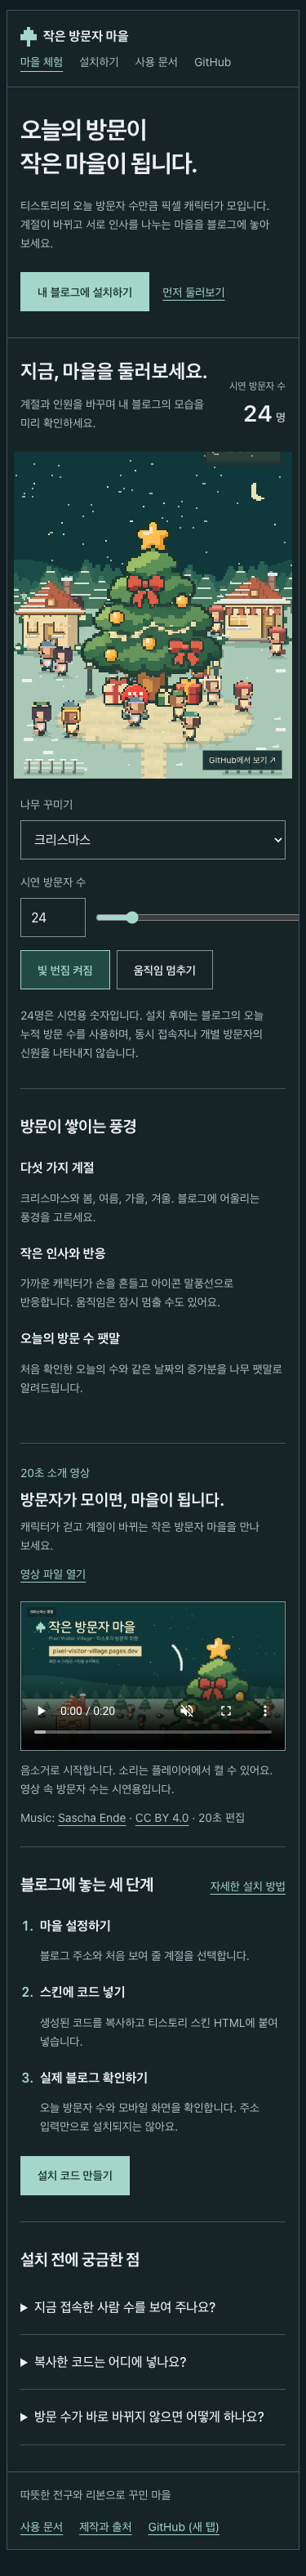 작은 방문자 마을
마을 체험 설치하기 사용 문서 GitHub
오늘의 방문이
작은 마을이 됩니다.
티스토리의 오늘 방문자 수만큼 픽셀 캐릭터가 모입니다.
계절이 바뀌고 서로 인사를 나누는 마을을 블로그에 놓아
보세요.
내 블로그에 설치하기 먼저 둘러보기
지금, 마을을 둘러보세요.
계절과 인원을 바꾸며 내 블로그의 모습을
미리 확인하세요.
시연 방문자 수
24 명
GitHub에서 보기 ↗
나무 꾸미기
크리스마스
시연 방문자 수
24
빛 번짐 켜짐 움직임 멈추기
24명은 시연용 숫자입니다. 설치 후에는 블로그의 오늘
누적 방문 수를 사용하며, 동시 접속자나 개별 방문자의
신원을 나타내지 않습니다.
방문이 쌓이는 풍경
다섯 가지 계절
크리스마스와 봄, 여름, 가을, 겨울. 블로그에 어울리는
풍경을 고르세요.
작은 인사와 반응
가까운 캐릭터가 손을 흔들고 아이콘 말풍선으로
반응합니다. 움직임은 잠시 멈출 수도 있어요.
오늘의 방문 수 팻말
처음 확인한 오늘의 수와 같은 날짜의 증가분을 나무 팻말로
알려드립니다.
20초 소개 영상
방문자가 모이면, 마을이 됩니다.
캐릭터가 걷고 계절이 바뀌는 작은 방문자 마을을 만나
보세요.
영상 파일 열기
작은 방문자 마을
pixel-visitor-village.pages.dev
0:00 / 0:20
음소거로 시작합니다. 소리는 플레이어에서 켤 수 있어요.
영상 속 방문자 수는 시연용입니다.
Music: Sascha Ende · CC BY 4.0 · 20초 편집
블로그에 놓는 세 단계 자세한 설치 방법
1. 마을 설정하기
블로그 주소와 처음 보여 줄 계절을 선택합니다.
2. 스킨에 코드 넣기
생성된 코드를 복사하고 티스토리 스킨 HTML에 붙여
넣습니다.
3. 실제 블로그 확인하기
오늘 방문자 수와 모바일 화면을 확인합니다. 주소
입력만으로 설치되지는 않아요.
설치 코드 만들기
설치 전에 궁금한 점
▶ 지금 접속한 사람 수를 보여 주나요?
▶ 복사한 코드는 어디에 넣나요?
▶ 방문 수가 바로 바뀌지 않으면 어떻게 하나요?
따뜻한 전구와 리본으로 꾸민 마을
사용 문서 제작과 출처 GitHub (새 탭)